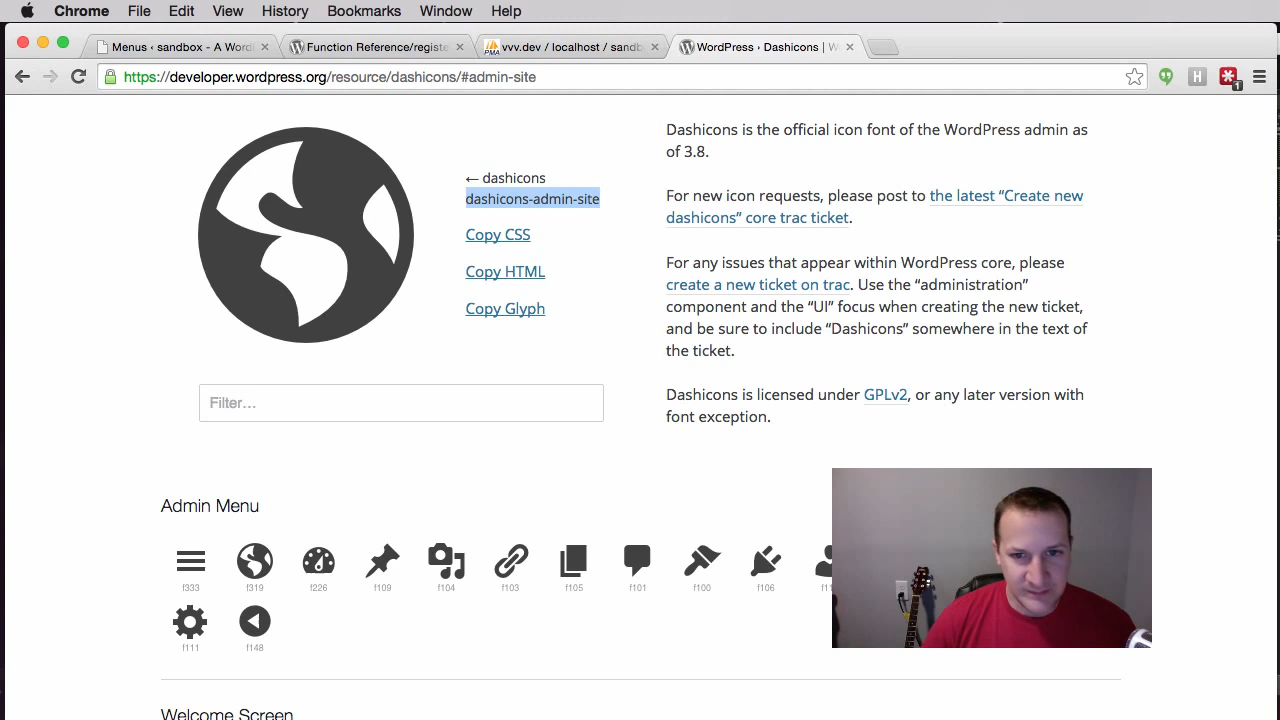 Chrome File Edit View History Bookmarks Window Help
Menus ‹ sandbox - A Word
Function Reference/registe
vvv.dev / localhost / sandb
WordPress › Dashicons | W
https://developer.wordpress.org/resource/dashicons/#admin-site
H
1
← dashicons
dashicons-admin-site
Copy CSS
Copy HTML
Copy Glyph
Filter…
Dashicons is the official icon font of the WordPress admin as
of 3.8.
For new icon requests, please post to the latest “Create new
dashicons” core trac ticket.
For any issues that appear within WordPress core, please
create a new ticket on trac. Use the “administration”
component and the “UI” focus when creating the new ticket,
and be sure to include “Dashicons” somewhere in the text of
the ticket.
Dashicons is licensed under GPLv2, or any later version with
font exception.
Admin Menu
f333 f319 f226 f109 f104 f103 f105 f101 f100 f106
f111 f148
Welcome Screen